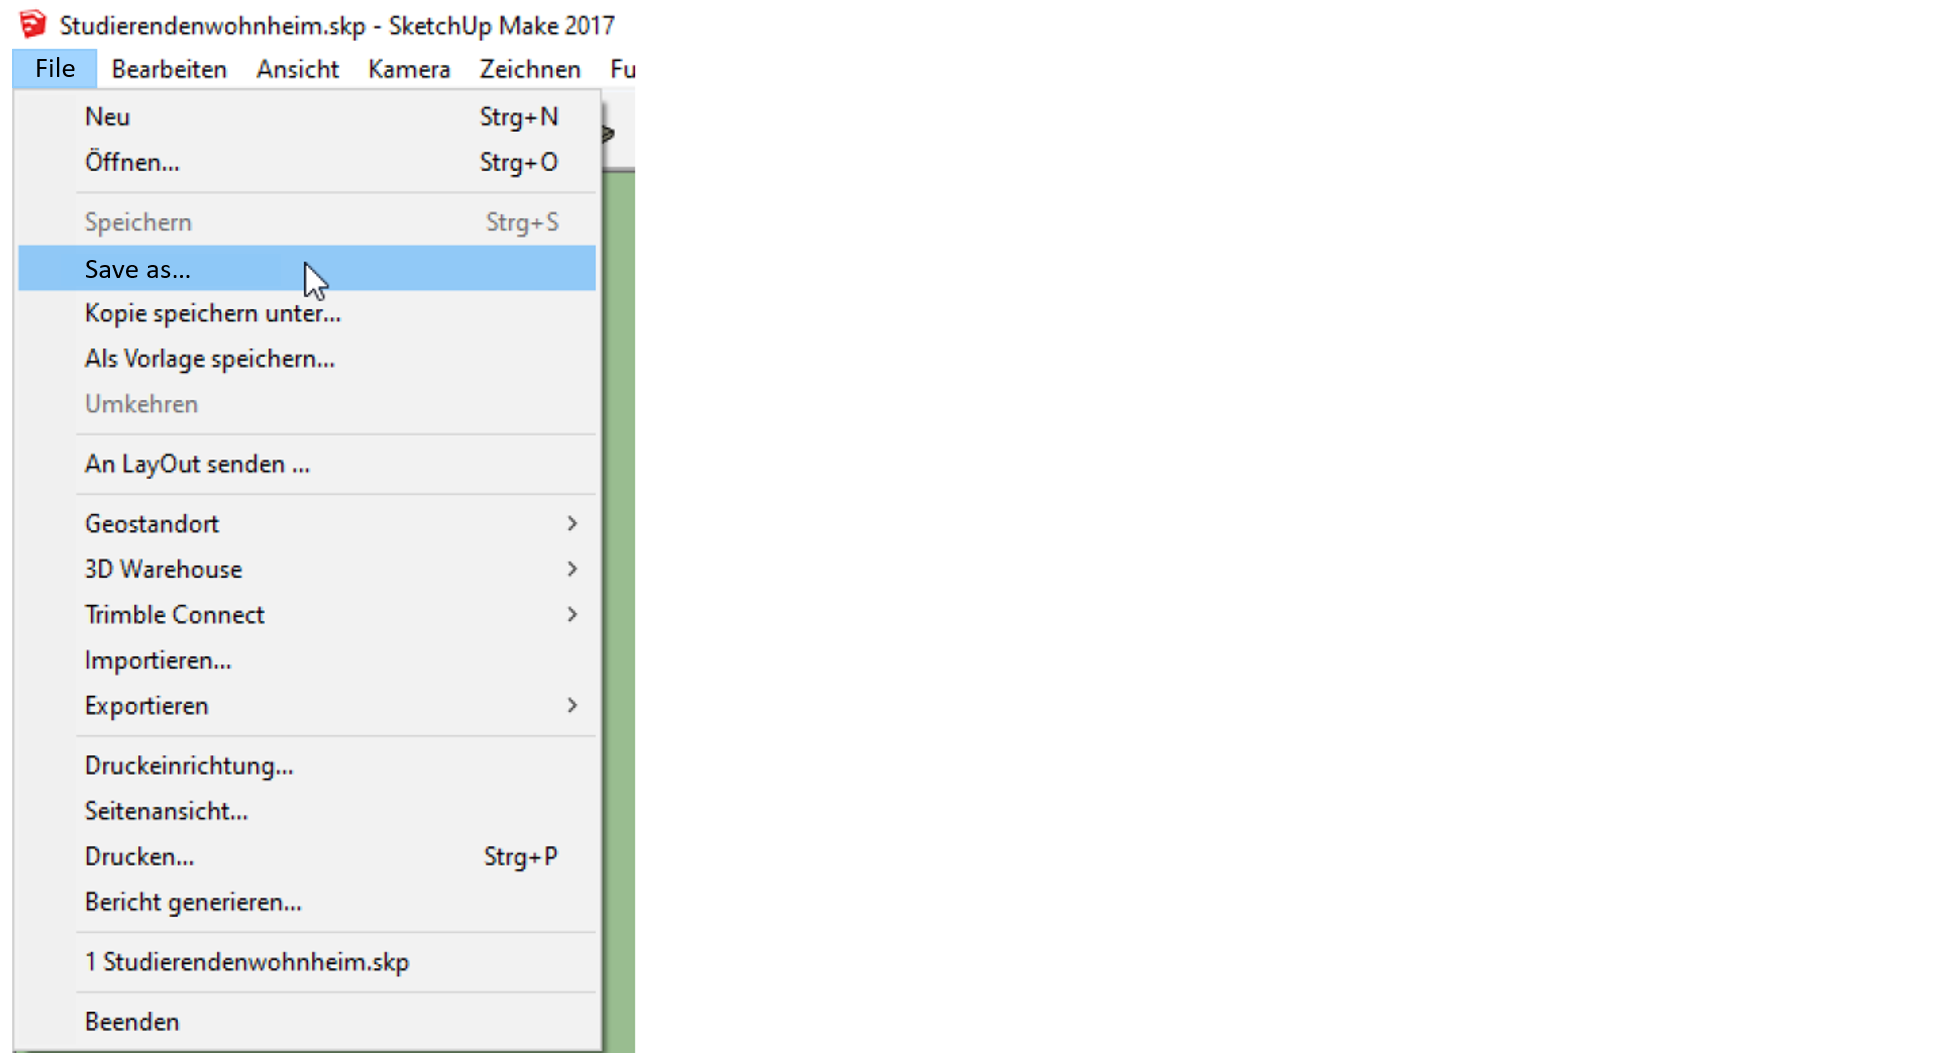 Studierendenwohnheim.skp - SketchUp Make 2017
File Bearbeiten Ansicht Kamera Zeichnen Fu
Neu Strg+N
Öffnen... Strg+O
Speichern Strg+S
Save as...
Kopie speichern unter...
Als Vorlage speichern...
Umkehren
An LayOut senden ...
Geostandort
3D Warehouse
Trimble Connect
Importieren...
Exportieren
Druckeinrichtung...
Seitenansicht...
Drucken... Strg+P
Bericht generieren...
1 Studierendenwohnheim.skp
Beenden